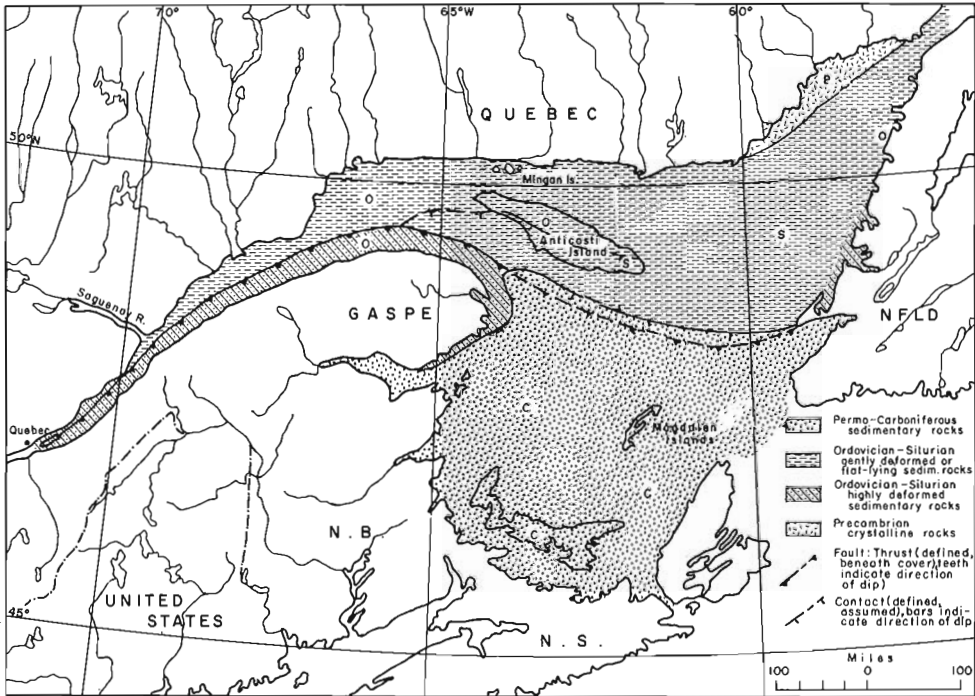 70°
65°W
60°
QUEBEC
P
50°N
O
Mingan Is.
O
O
Anticosti
Island
S
S
O
Saguenay R.
GASPE
NFLD
Quebec
C
Magdalen
Islands
C
C
N.B.
UNITED
STATES
45°
N.S.
Permo-Carboniferous
sedimentary rocks
Ordovician-Silurian
gently deformed or
flat-lying sedim. rocks
Ordovician-Silurian
highly deformed
sedimentary rocks
Precambrian
crystalline rocks
Fault: Thrust (defined,
beneath cover), teeth
indicate direction
of dip)
Contact (defined,
assumed), bars indi-
cate direction of dip
Miles
100 0 100